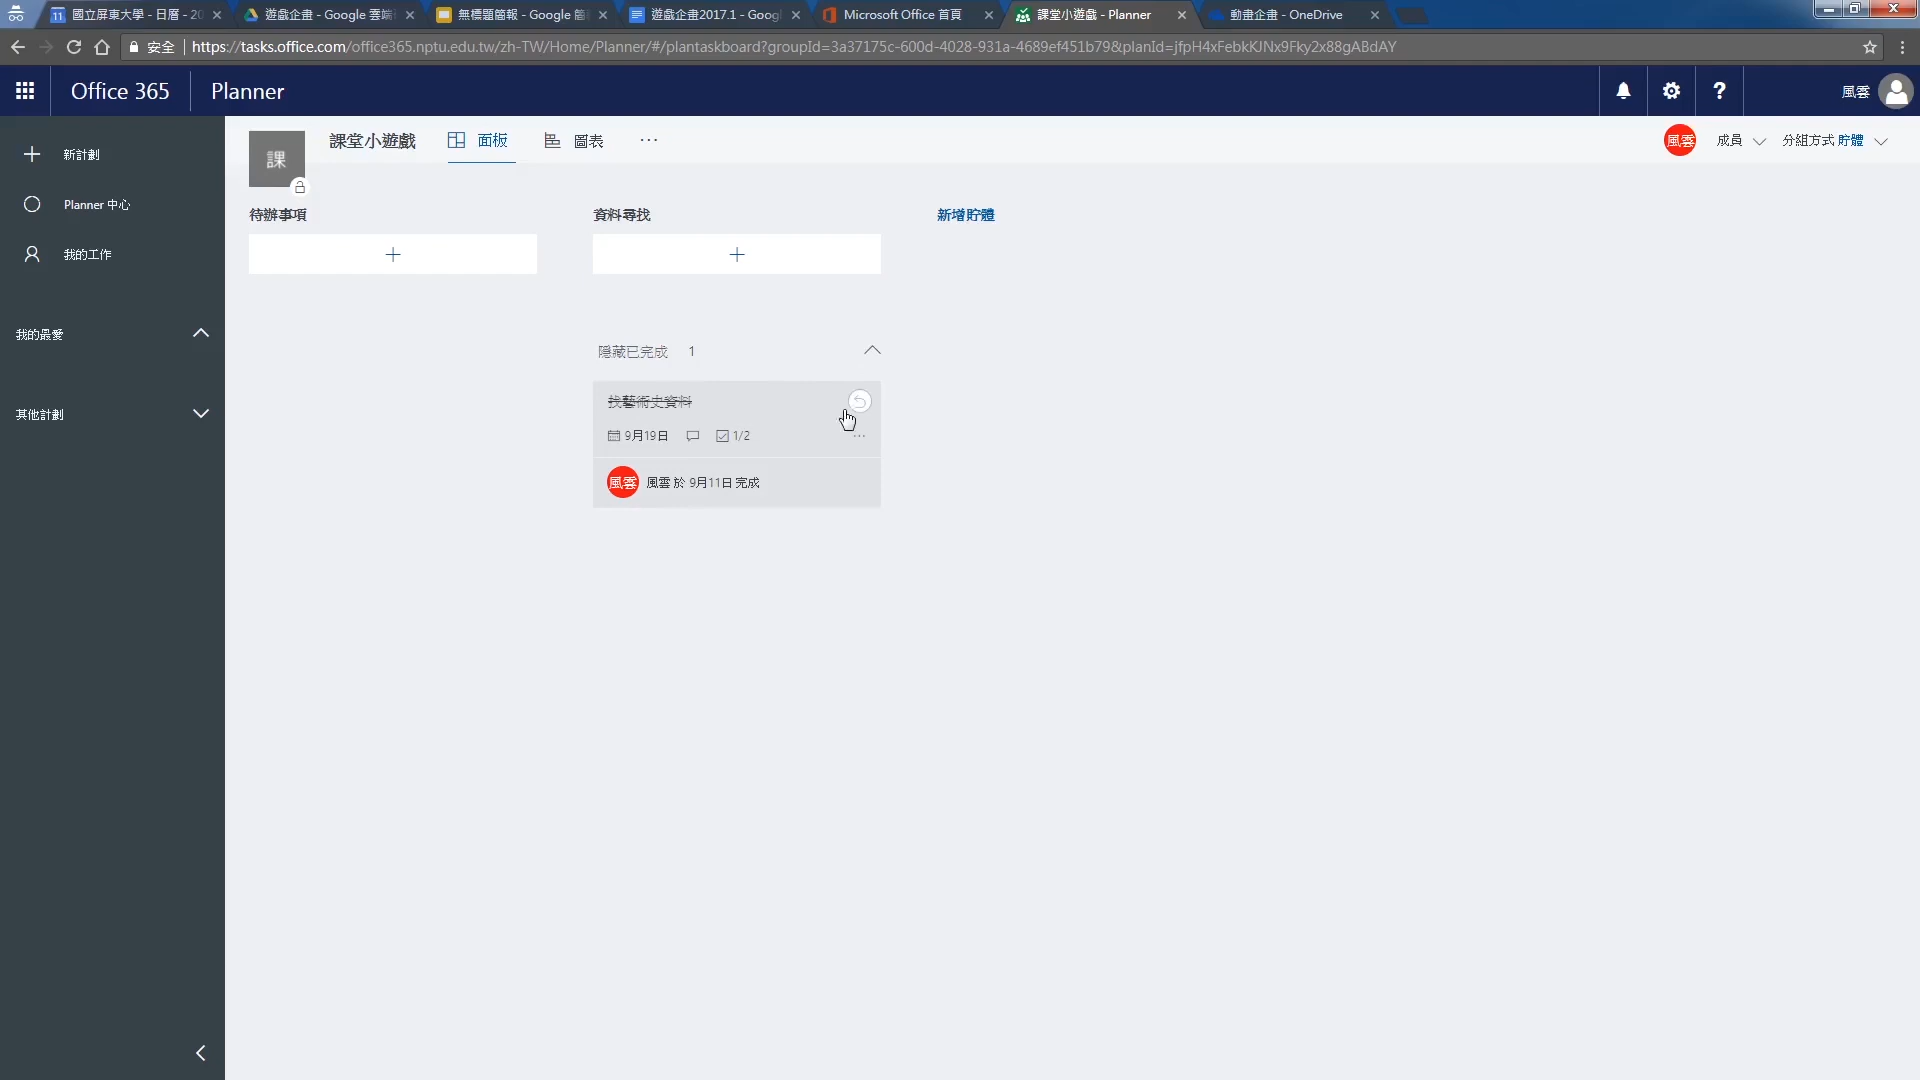 國立屏東大學 - 日曆 - 20
遊戲企畫 - Google 雲端
無標題簡報 - Google 簡
遊戲企畫2017.1 - Googl
Microsoft Office 首頁
課堂小遊戲 - Planner
動畫企畫 - OneDrive
安全
https://tasks.office.com/office365.nptu.edu.tw/zh-TW/Home/Planner/#/plantaskboard?groupId=3a37175c-600d-4028-931a-4689ef451b79&planId=jfpH4xFebkKJNx9Fky2x88gABdAY
Office 365
Planner
風雲
新計劃
Planner 中心
我的工作
我的最愛
其他計劃
課
課堂小遊戲
面板
圖表
...
風雲
成員
分組方式 貯體
待辦事項
資料尋找
新增貯體
隱藏已完成 1
找藝術史資料
9月19日
1/2
...
風雲
風雲 於 9月11日 完成